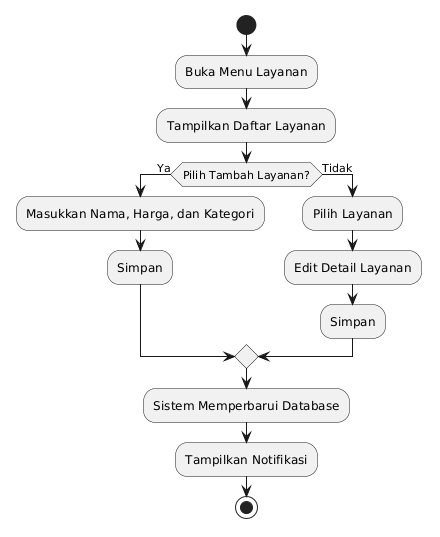 Buka Menu Layanan
Tampilkan Daftar Layanan
Pilih Tambah Layanan?
Ya
Tidak
Masukkan Nama, Harga, dan Kategori
Simpan
Pilih Layanan
Edit Detail Layanan
Simpan
Sistem Memperbarui Database
Tampilkan Notifikasi